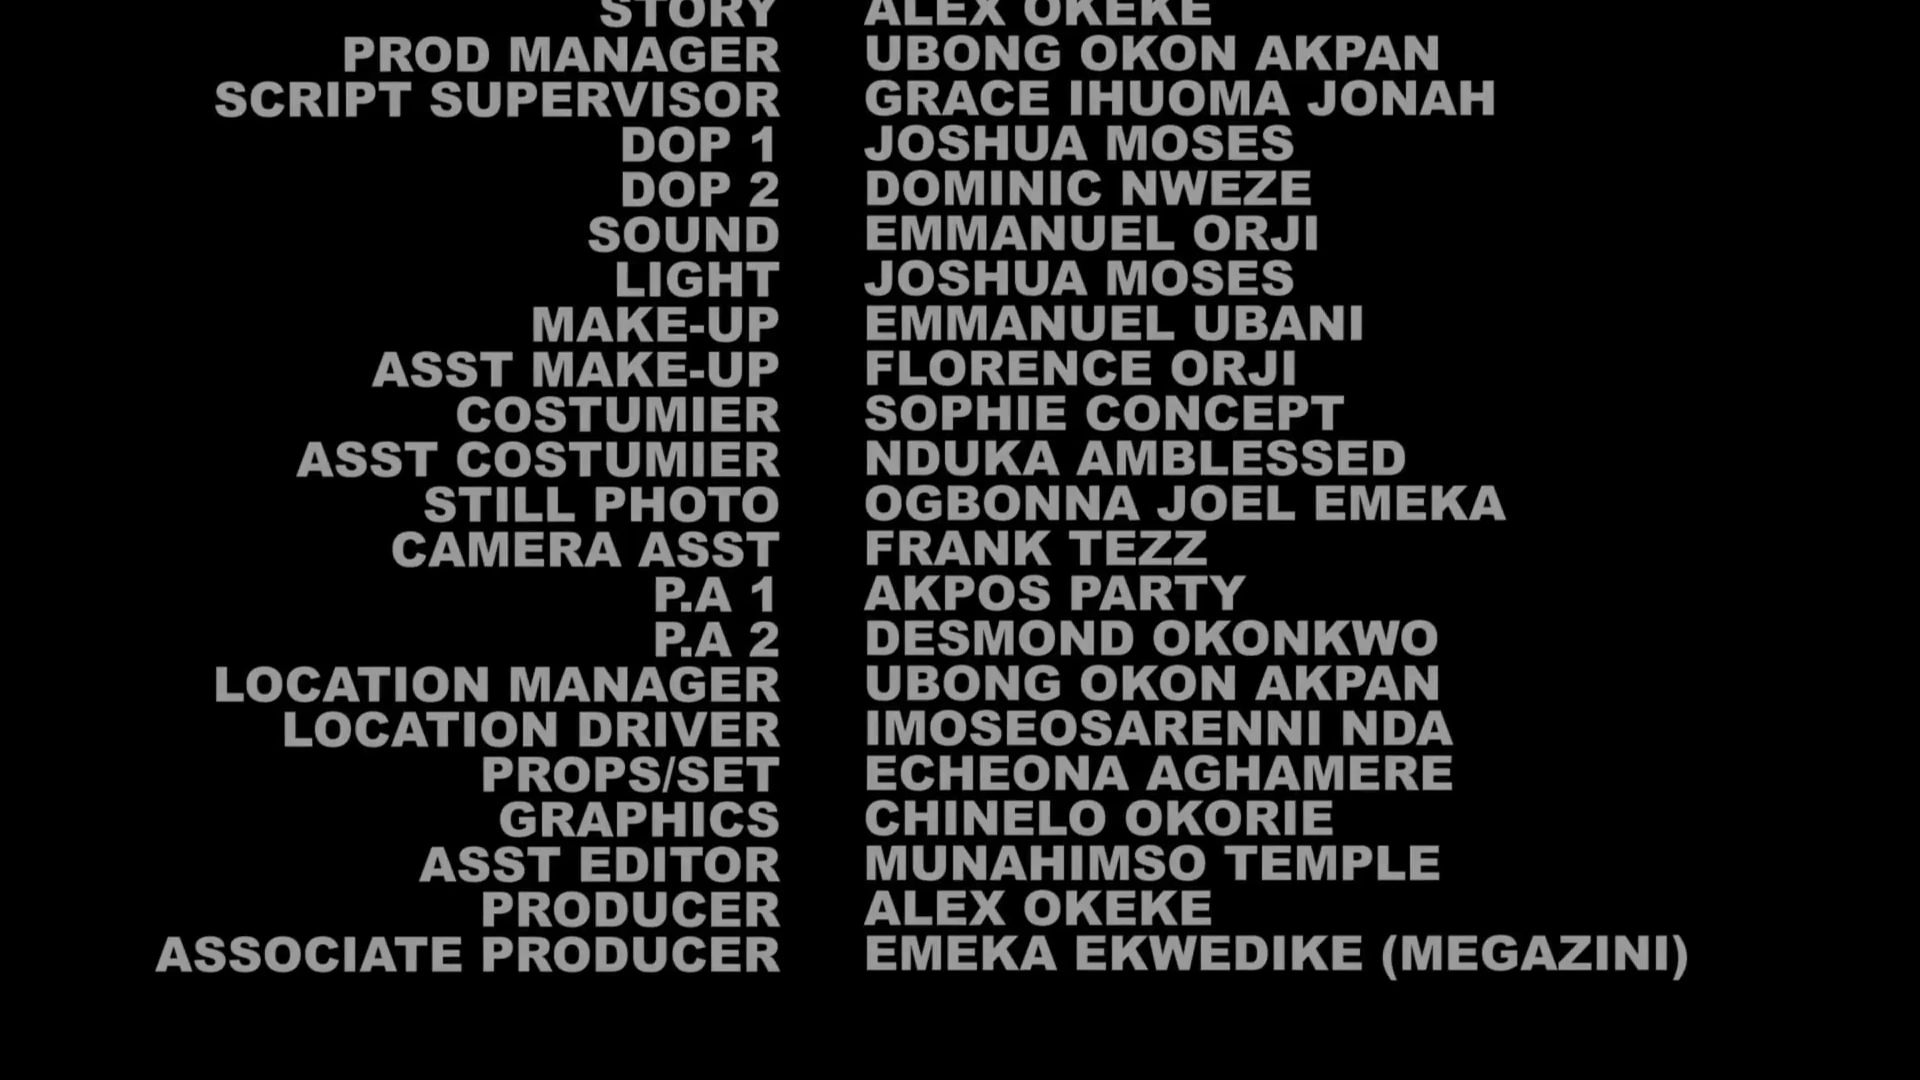 STORY ALEX OKEKE
PROD MANAGER UBONG OKON AKPAN
SCRIPT SUPERVISOR GRACE IHUOMA JONAH
DOP 1 JOSHUA MOSES
DOP 2 DOMINIC NWEZE
SOUND EMMANUEL ORJI
LIGHT JOSHUA MOSES
MAKE-UP EMMANUEL UBANI
ASST MAKE-UP FLORENCE ORJI
COSTUMIER SOPHIE CONCEPT
ASST COSTUMIER NDUKA AMBLESSED
STILL PHOTO OGBONNA JOEL EMEKA
CAMERA ASST FRANK TEZZ
P.A 1 AKPOS PARTY
P.A 2 DESMOND OKONKWO
LOCATION MANAGER UBONG OKON AKPAN
LOCATION DRIVER IMOSEOSARENNI NDA
PROPS/SET ECHEONA AGHAMERE
GRAPHICS CHINELO OKORIE
ASST EDITOR MUNAHIMSO TEMPLE
PRODUCER ALEX OKEKE
ASSOCIATE PRODUCER EMEKA EKWEDIKE (MEGAZINI)